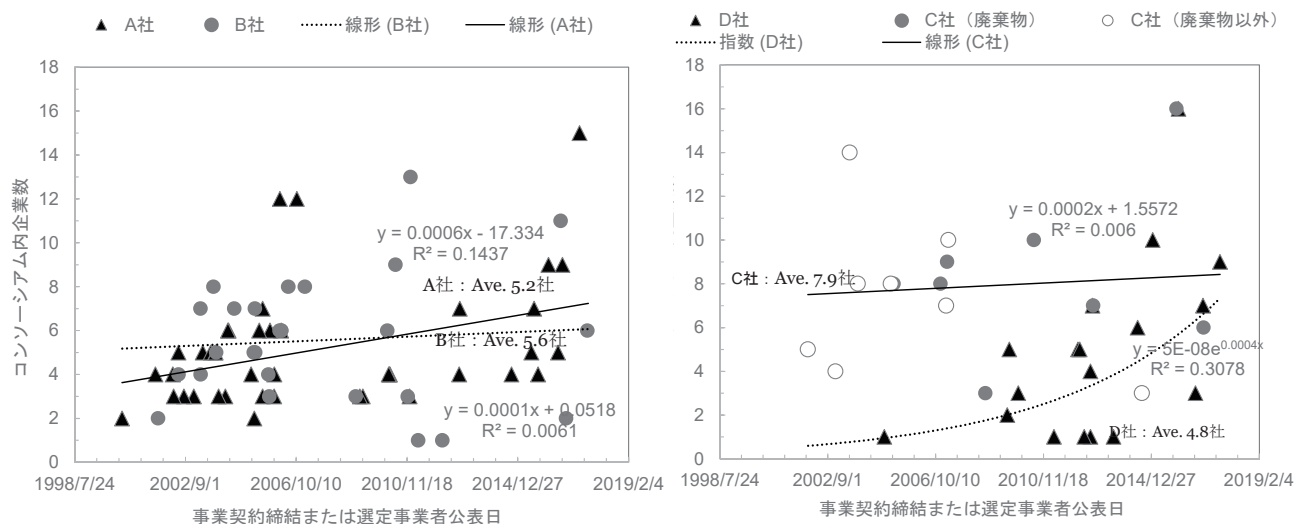 A社 B社 線形 (B社) 線形 (A社)
18
16
14
12
10
8
6
4
2
0
コンソーシアム内企業数
y = 0.0006x - 17.334
R² = 0.1437
A社：Ave. 5.2社
B社：Ave. 5.6社
y = 0.0001x + 0.0518
R² = 0.0061
1998/7/24 2002/9/1 2006/10/10 2010/11/18 2014/12/27 2019/2/4
事業契約締結または選定事業者公表日
D社 C社（廃棄物） C社（廃棄物以外）
指数 (D社) 線形 (C社)
18
16
14
12
10
8
6
4
2
0
y = 0.0002x + 1.5572
R² = 0.006
C社：Ave. 7.9社
y = 5E-08e^0.0004x
R² = 0.3078
D社：Ave. 4.8社
1998/7/24 2002/9/1 2006/10/10 2010/11/18 2014/12/27 2019/2/4
事業契約締結または選定事業者公表日